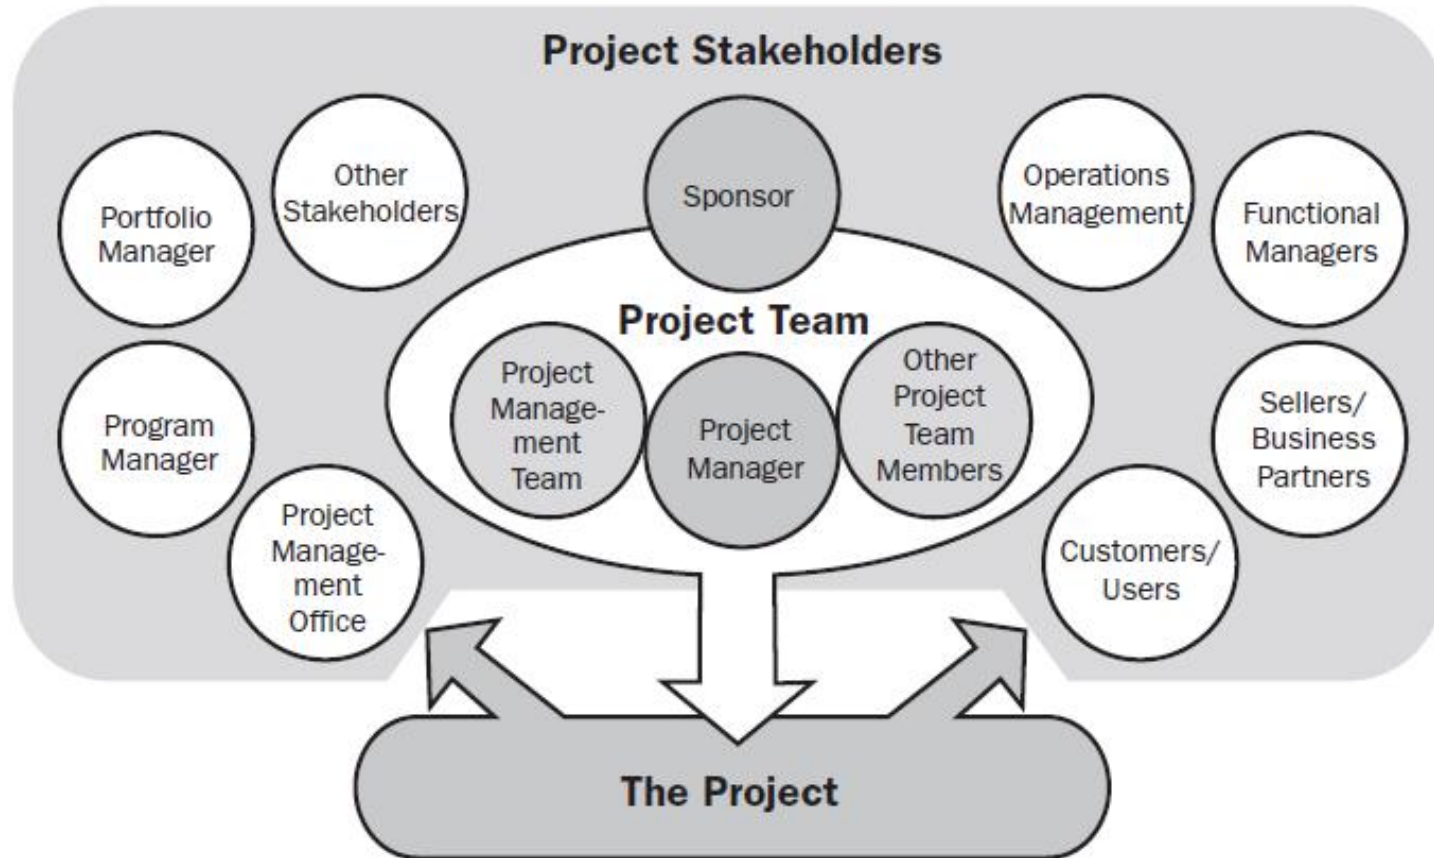 Project Stakeholders
Other
Stakeholders
Portfolio
Manager
Sponsor
Operations
Management
Functional
Managers
Project Team
Project
Manage-
ment
Team
Project
Manager
Other
Project
Team
Members
Program
Manager
Sellers/
Business
Partners
Project
Manage-
ment
Office
Customers/
Users
The Project